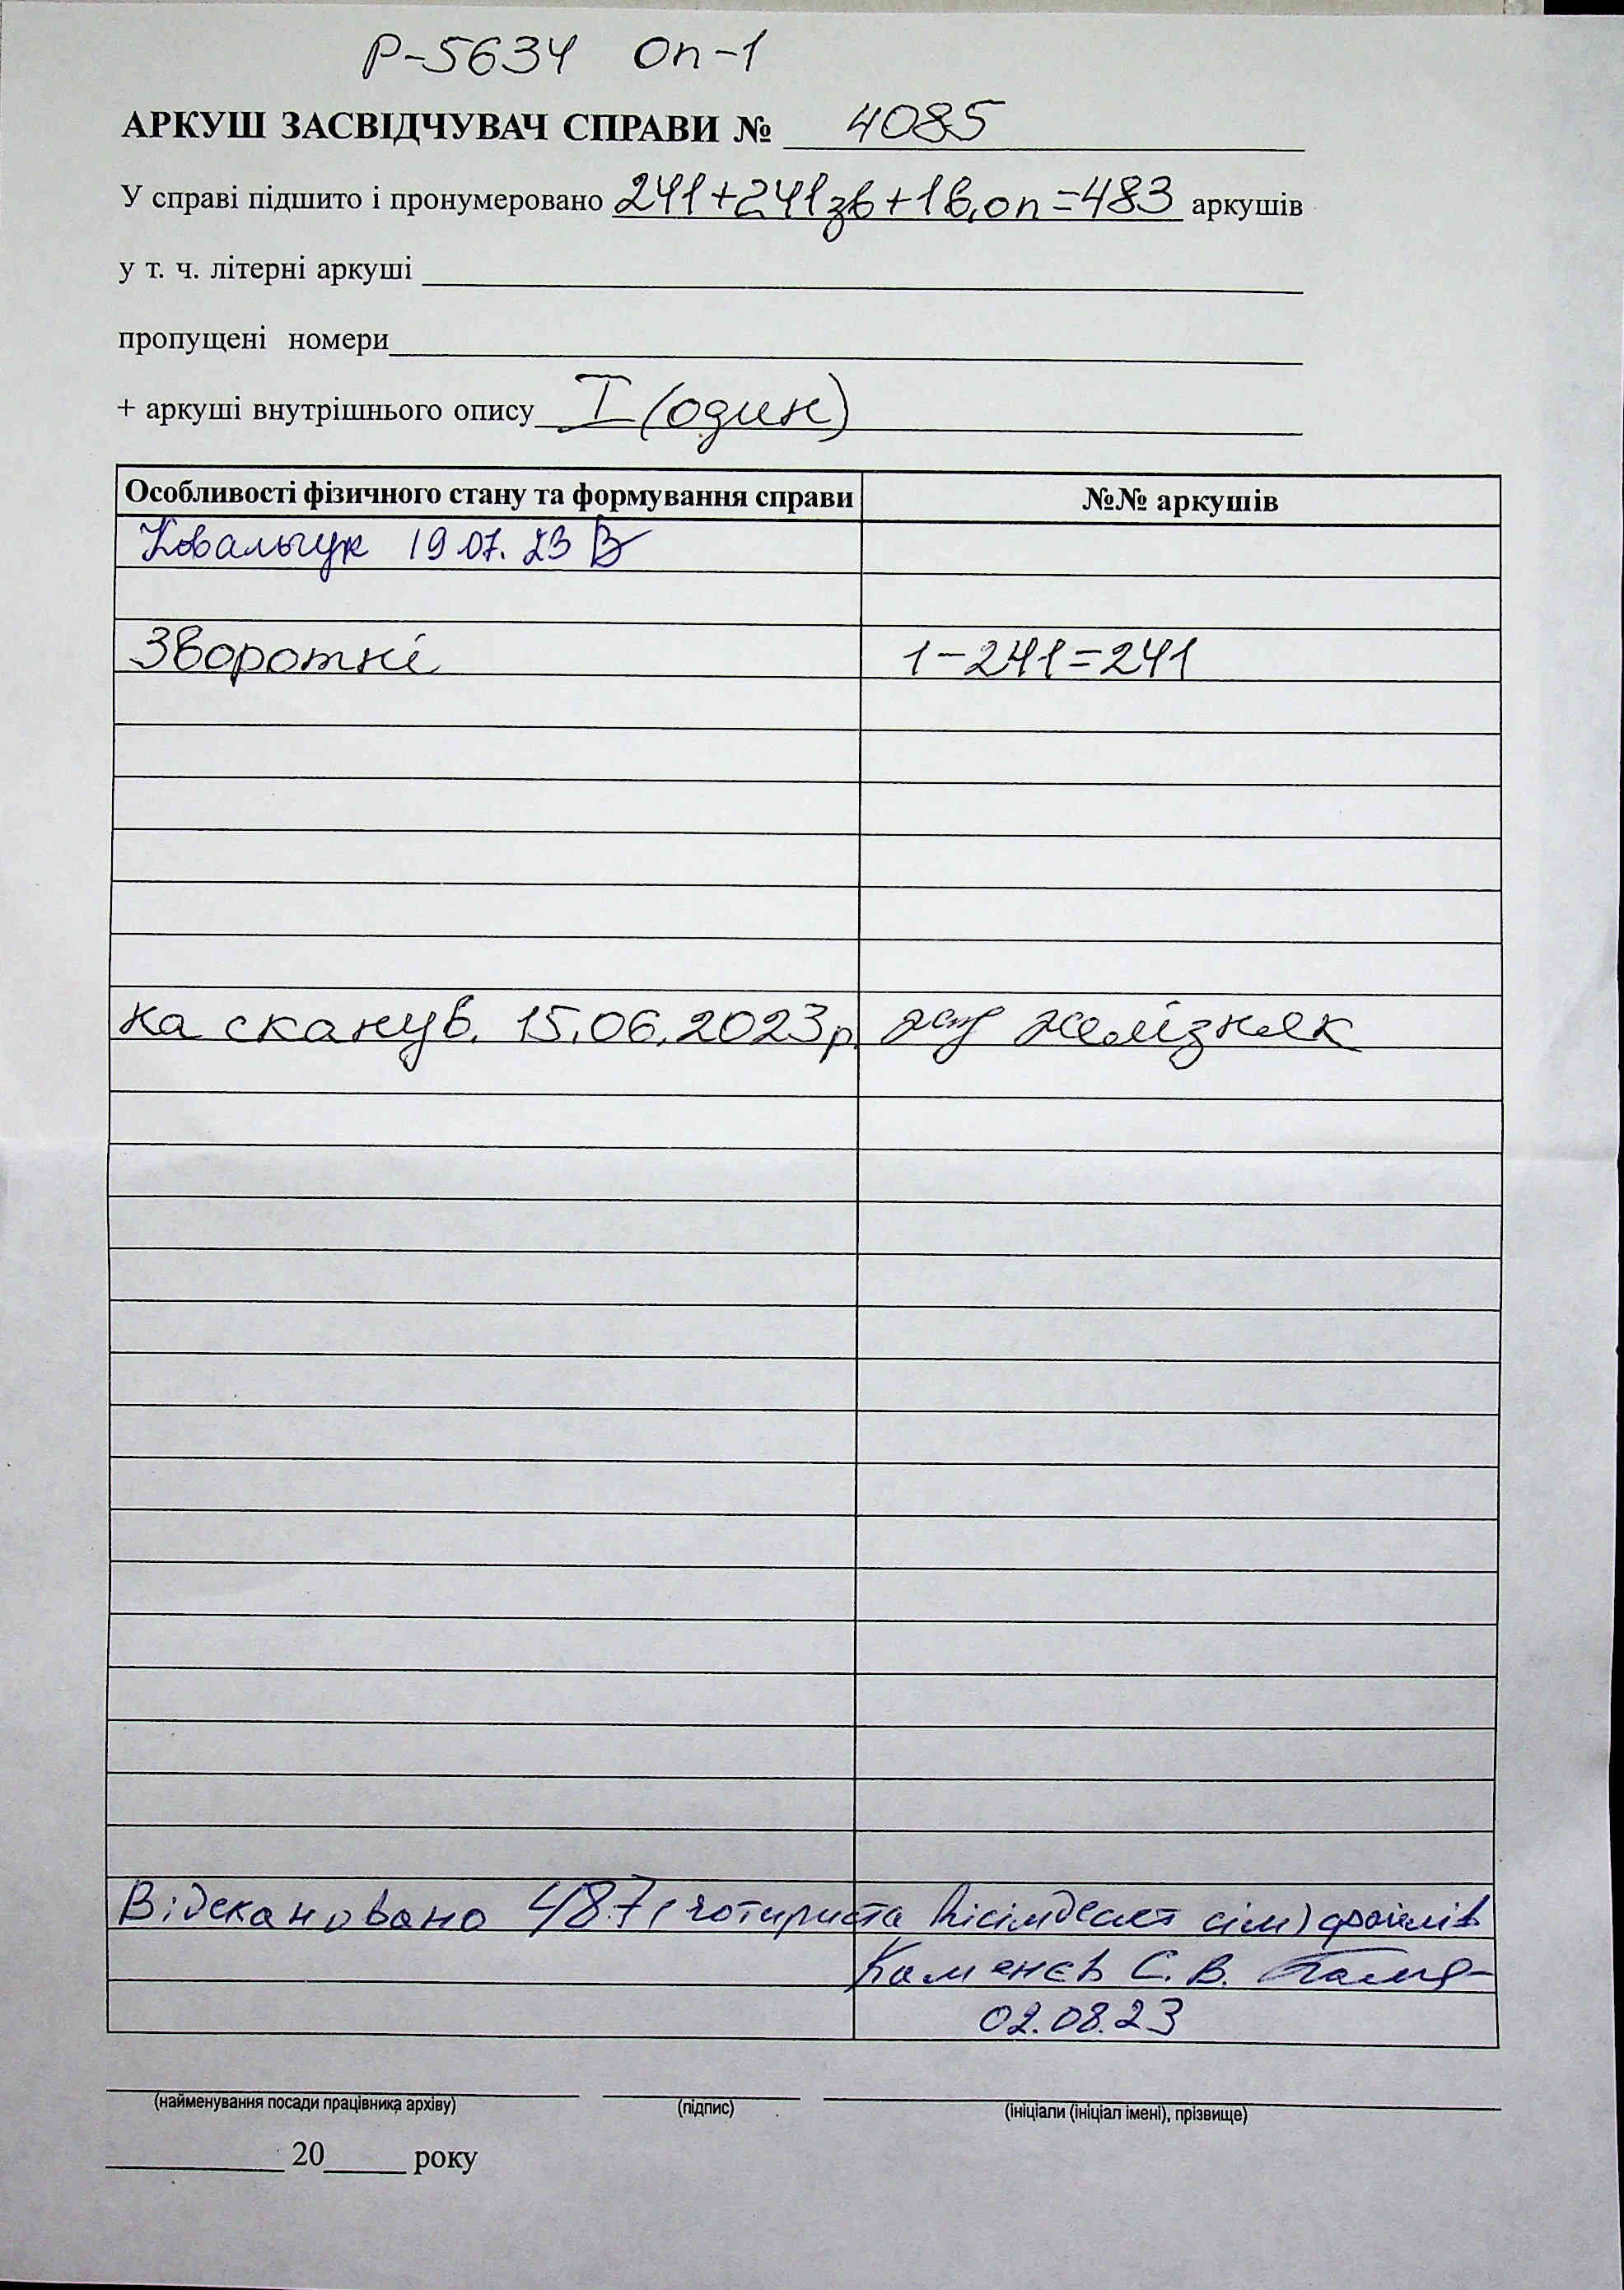 Р-5634 Оп-1
АРКУШ ЗАСВІДЧУВАЧ СПРАВИ № 4085
У справі підшито і пронумеровано 241+241зв+1в.оп=483 аркушів
у т. ч. літерні аркуші
пропущені номери
+ аркуші внутрішнього опису I (один)
Особливості фізичного стану та формування справи №№ аркушів
Ковальчук 19.07.23
Зворотні 1-241=241
на сканув. 15.06.2023р. Желізняк
Відскановано 487 (чотириста вісімдесят сім) файлів
Каменєв С.В.
02.08.23
(найменування посади працівника архіву) (підпис) (ініціали (ініціал імені), прізвище)
20 року